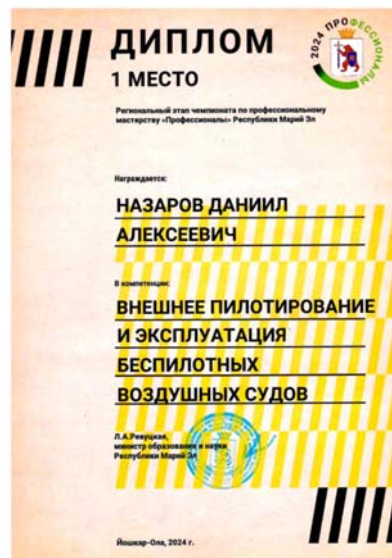 ДИПЛОМ
1 МЕСТО
2024 ПРОФЕССИОНАЛЫ
Региональный этап чемпионата по профессиональному
мастерству «Профессионалы» Республики Марий Эл
Награждается:
НАЗАРОВ ДАНИИЛ
АЛЕКСЕЕВИЧ
В компетенции:
ВНЕШНЕЕ ПИЛОТИРОВАНИЕ
И ЭКСПЛУАТАЦИЯ
БЕСПИЛОТНЫХ
ВОЗДУШНЫХ СУДОВ
Л.А.Ревуцкая,
министр образования и науки
Республики Марий Эл
Йошкар-Ола, 2024 г.